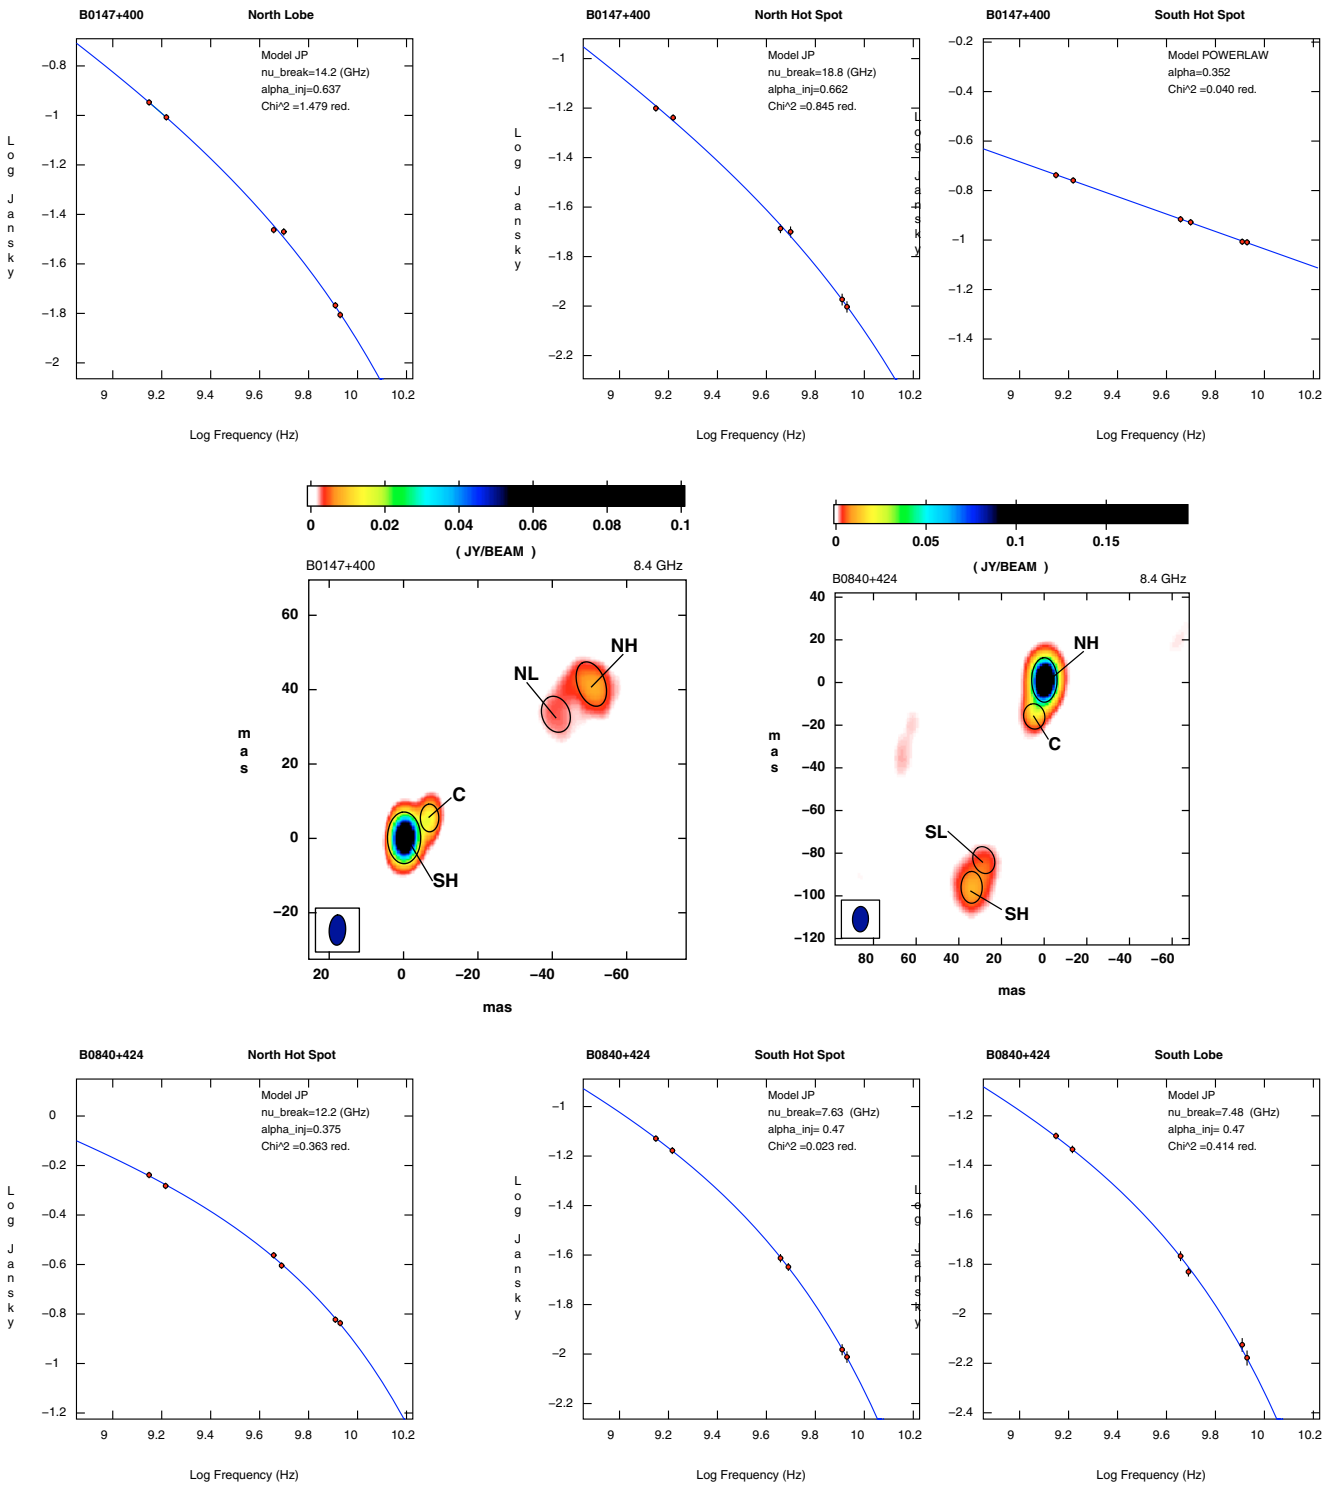 B0147+400 North Lobe
Model JP
nu_break=14.2 (GHz)
alpha_inj=0.637
Chi^2 =1.479 red.
Log Jansky
−0.8
−1
−1.2
−1.4
−1.6
−1.8
−2
9 9.2 9.4 9.6 9.8 10 10.2
Log Frequency (Hz)
B0147+400 North Hot Spot
Model JP
nu_break=18.8 (GHz)
alpha_inj=0.662
Chi^2 =0.845 red.
Log Jansky
−1
−1.2
−1.4
−1.6
−1.8
−2
−2.2
9 9.2 9.4 9.6 9.8 10 10.2
Log Frequency (Hz)
B0147+400 South Hot Spot
Model POWERLAW
alpha=0.352
Chi^2 =0.040 red.
Log Jansky
−0.2
−0.4
−0.6
−0.8
−1
−1.2
−1.4
9 9.2 9.4 9.6 9.8 10 10.2
Log Frequency (Hz)
0 0.02 0.04 0.06 0.08 0.1
( JY/BEAM )
B0147+400 8.4 GHz
60
40
20
0
−20
mas
NH
NL
C
SH
20 0 −20 −40 −60
mas
0 0.05 0.1 0.15
( JY/BEAM )
B0840+424 8.4 GHz
40
20
0
−20
−40
−60
−80
−100
−120
mas
NH
C
SL
SH
80 60 40 20 0 −20 −40 −60
mas
B0840+424 North Hot Spot
Model JP
nu_break=12.2 (GHz)
alpha_inj=0.375
Chi^2 =0.363 red.
Log Jansky
0
−0.2
−0.4
−0.6
−0.8
−1
−1.2
9 9.2 9.4 9.6 9.8 10 10.2
Log Frequency (Hz)
B0840+424 South Hot Spot
Model JP
nu_break=7.63 (GHz)
alpha_inj= 0.47
Chi^2 =0.023 red.
Log Jansky
−1
−1.2
−1.4
−1.6
−1.8
−2
−2.2
9 9.2 9.4 9.6 9.8 10 10.2
Log Frequency (Hz)
B0840+424 South Lobe
Model JP
nu_break=7.48 (GHz)
alpha_inj= 0.47
Chi^2 =0.414 red.
Log Jansky
−1.2
−1.4
−1.6
−1.8
−2
−2.2
−2.4
9 9.2 9.4 9.6 9.8 10 10.2
Log Frequency (Hz)